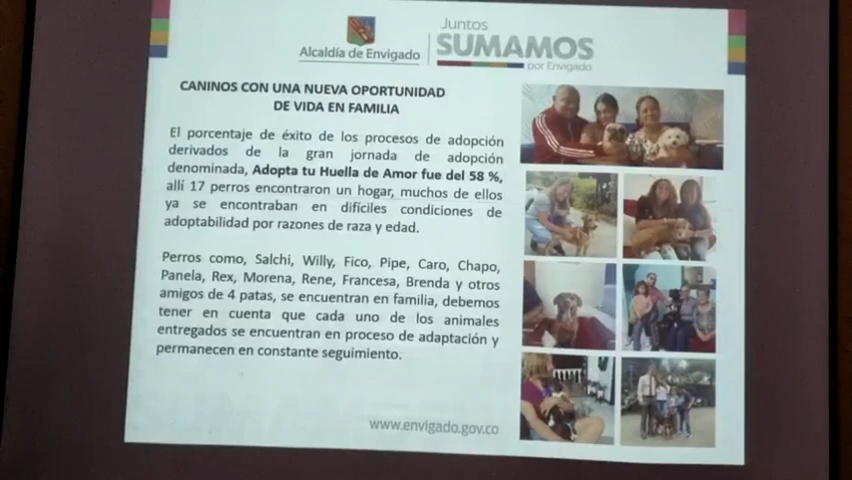 Alcaldía de Envigado
Juntos
SUMAMOS
por Envigado
CANINOS CON UNA NUEVA OPORTUNIDAD
DE VIDA EN FAMILIA
El porcentaje de éxito de los procesos de adopción
derivados de la gran jornada de adopción
denominada, Adopta tu Huella de Amor fue del 58 %,
allí 17 perros encontraron un hogar, muchos de ellos
ya se encontraban en difíciles condiciones de
adoptabilidad por razones de raza y edad.
Perros como, Salchi, Willy, Fico, Pipe, Caro, Chapo,
Panela, Rex, Morena, Rene, Francesa, Brenda y otros
amigos de 4 patas, se encuentran en familia, debemos
tener en cuenta que cada uno de los animales
entregados se encuentran en proceso de adaptación y
permanecen en constante seguimiento.
www.envigado.gov.co